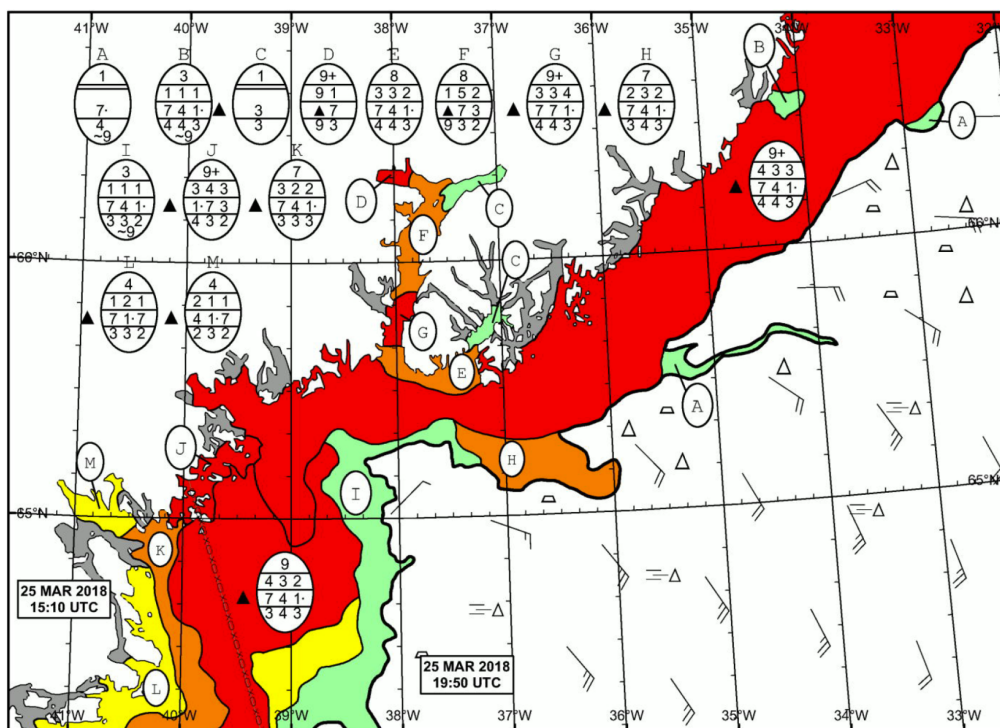 41°W 40°W 39°W 38°W 37°W 36°W 35°W 34°W 33°W 32°W
A B C D E F G H
1 3 1 9+ 8 8 9+ 7
1 1 1 9 1 3 3 2 1 5 2 3 3 4 2 3 2
7· 7 4 1· 3 ▲7 7 4 1· ▲7 3 7 7 1· 7 4 1·
4 4 4 3 3 9 3 4 4 3 9 3 2 4 4 3 3 4 3
~9 ~9
B
A
I J K
3 9+ 7
1 1 1 3 4 3 3 2 2
7 4 1· 1·7 3 7 4 1·
3 3 2 4 3 2 3 3 3
~9
9+
4 3 3
7 4 1·
4 4 3
D
C
F
66°N 66°N
C
L M
4 4
1 2 1 2 1 1
7 1·7 4 1·7
3 3 2 2 3 2
G
E
A
J
M
H
I
65°N 65°N
K
9
4 3 2
7 4 1·
3 4 3
25 MAR 2018
15:10 UTC
25 MAR 2018
19:50 UTC
L
41°W 40°W 39°W 38°W 37°W 36°W 35°W 34°W 33°W 32°W